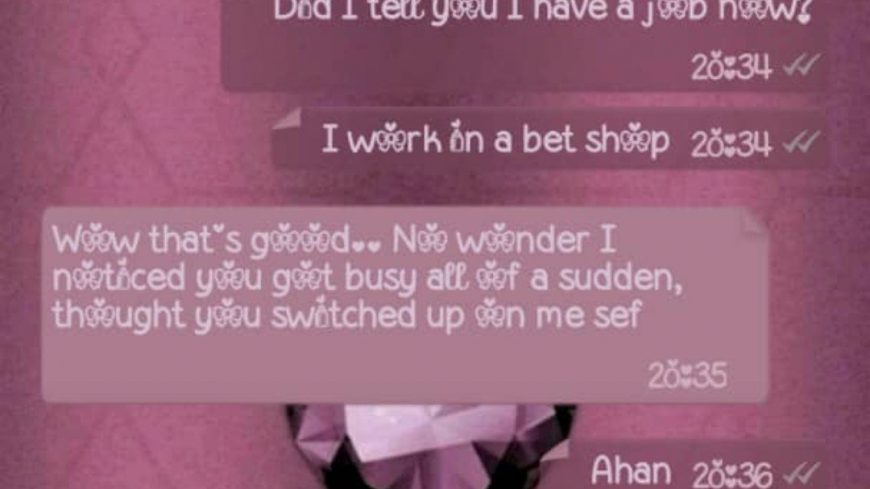 Did I tell you I have a job now?
20:34
I work in a bet shop 20:34
Wow that's good.. No wonder I
noticed you got busy all of a sudden,
thought you switched up on me sef
20:35
Ahan 20:36